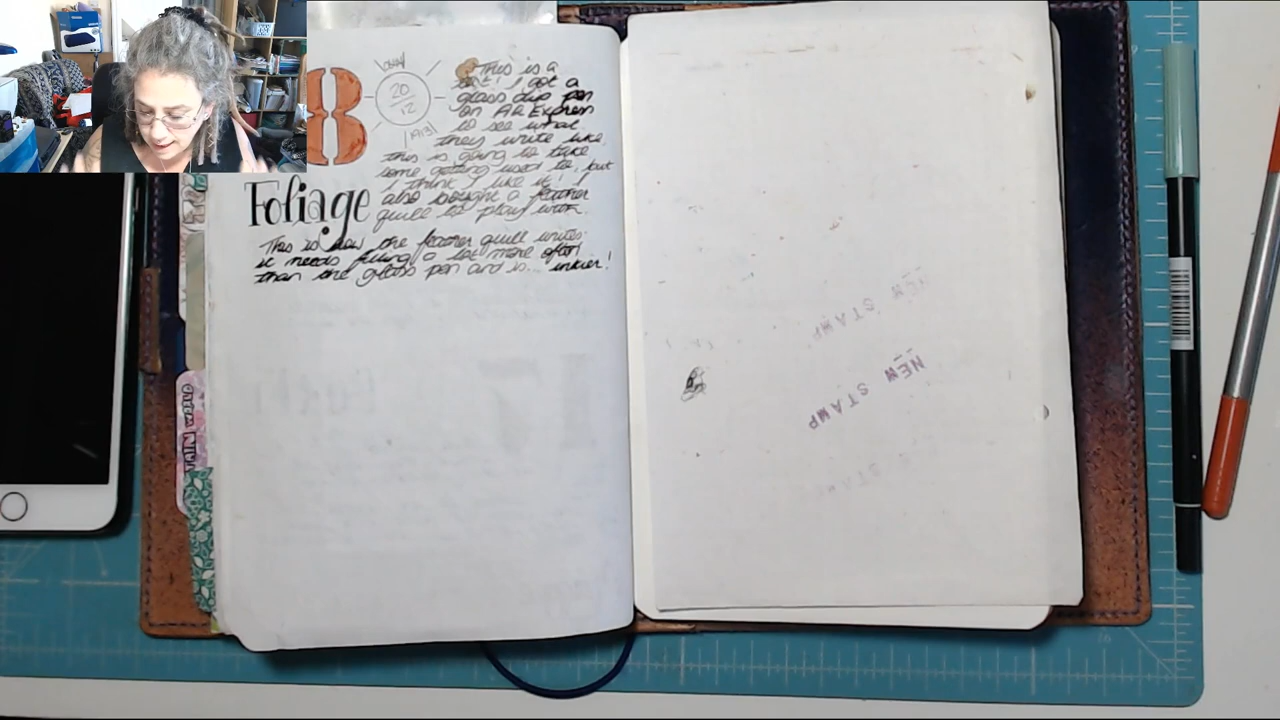 8
20
12
This is a
test! I got a
glass dip pen
on Ali Express
to see what
they write like.
this is going to take
some getting used to, but
I think I like it! I
also bought a feather
quill to play with.
Foliage
This is how the feather quill writes.
it needs filling a lot more often
than the glass pen and is... inkier!
NEW STAMP
NEW STAMP
STAMP